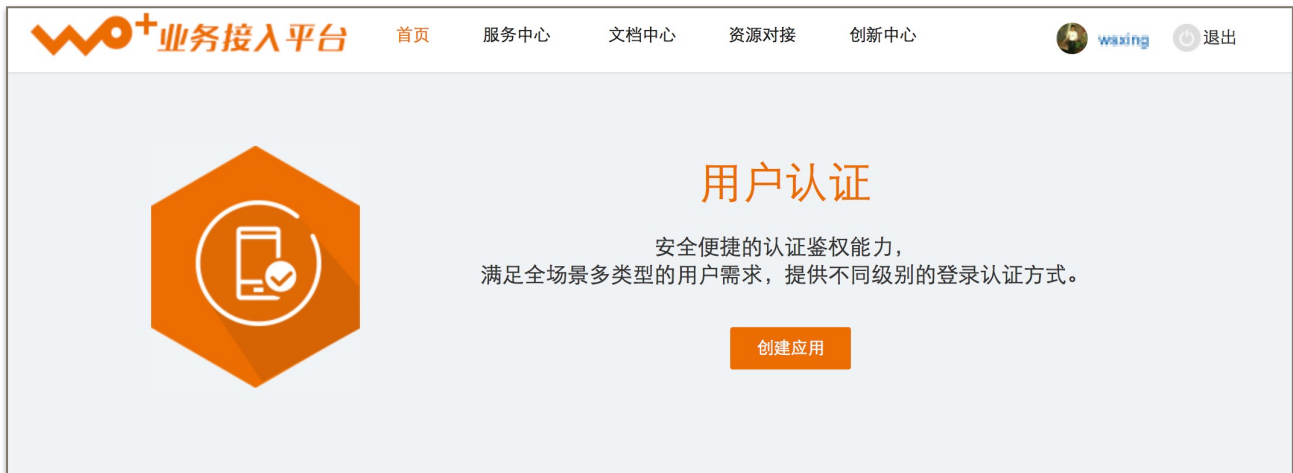 wo+业务接入平台 首页 服务中心 文档中心 资源对接 创新中心 退出
用户认证
安全便捷的认证鉴权能力，
满足全场景多类型的用户需求，提供不同级别的登录认证方式。
创建应用